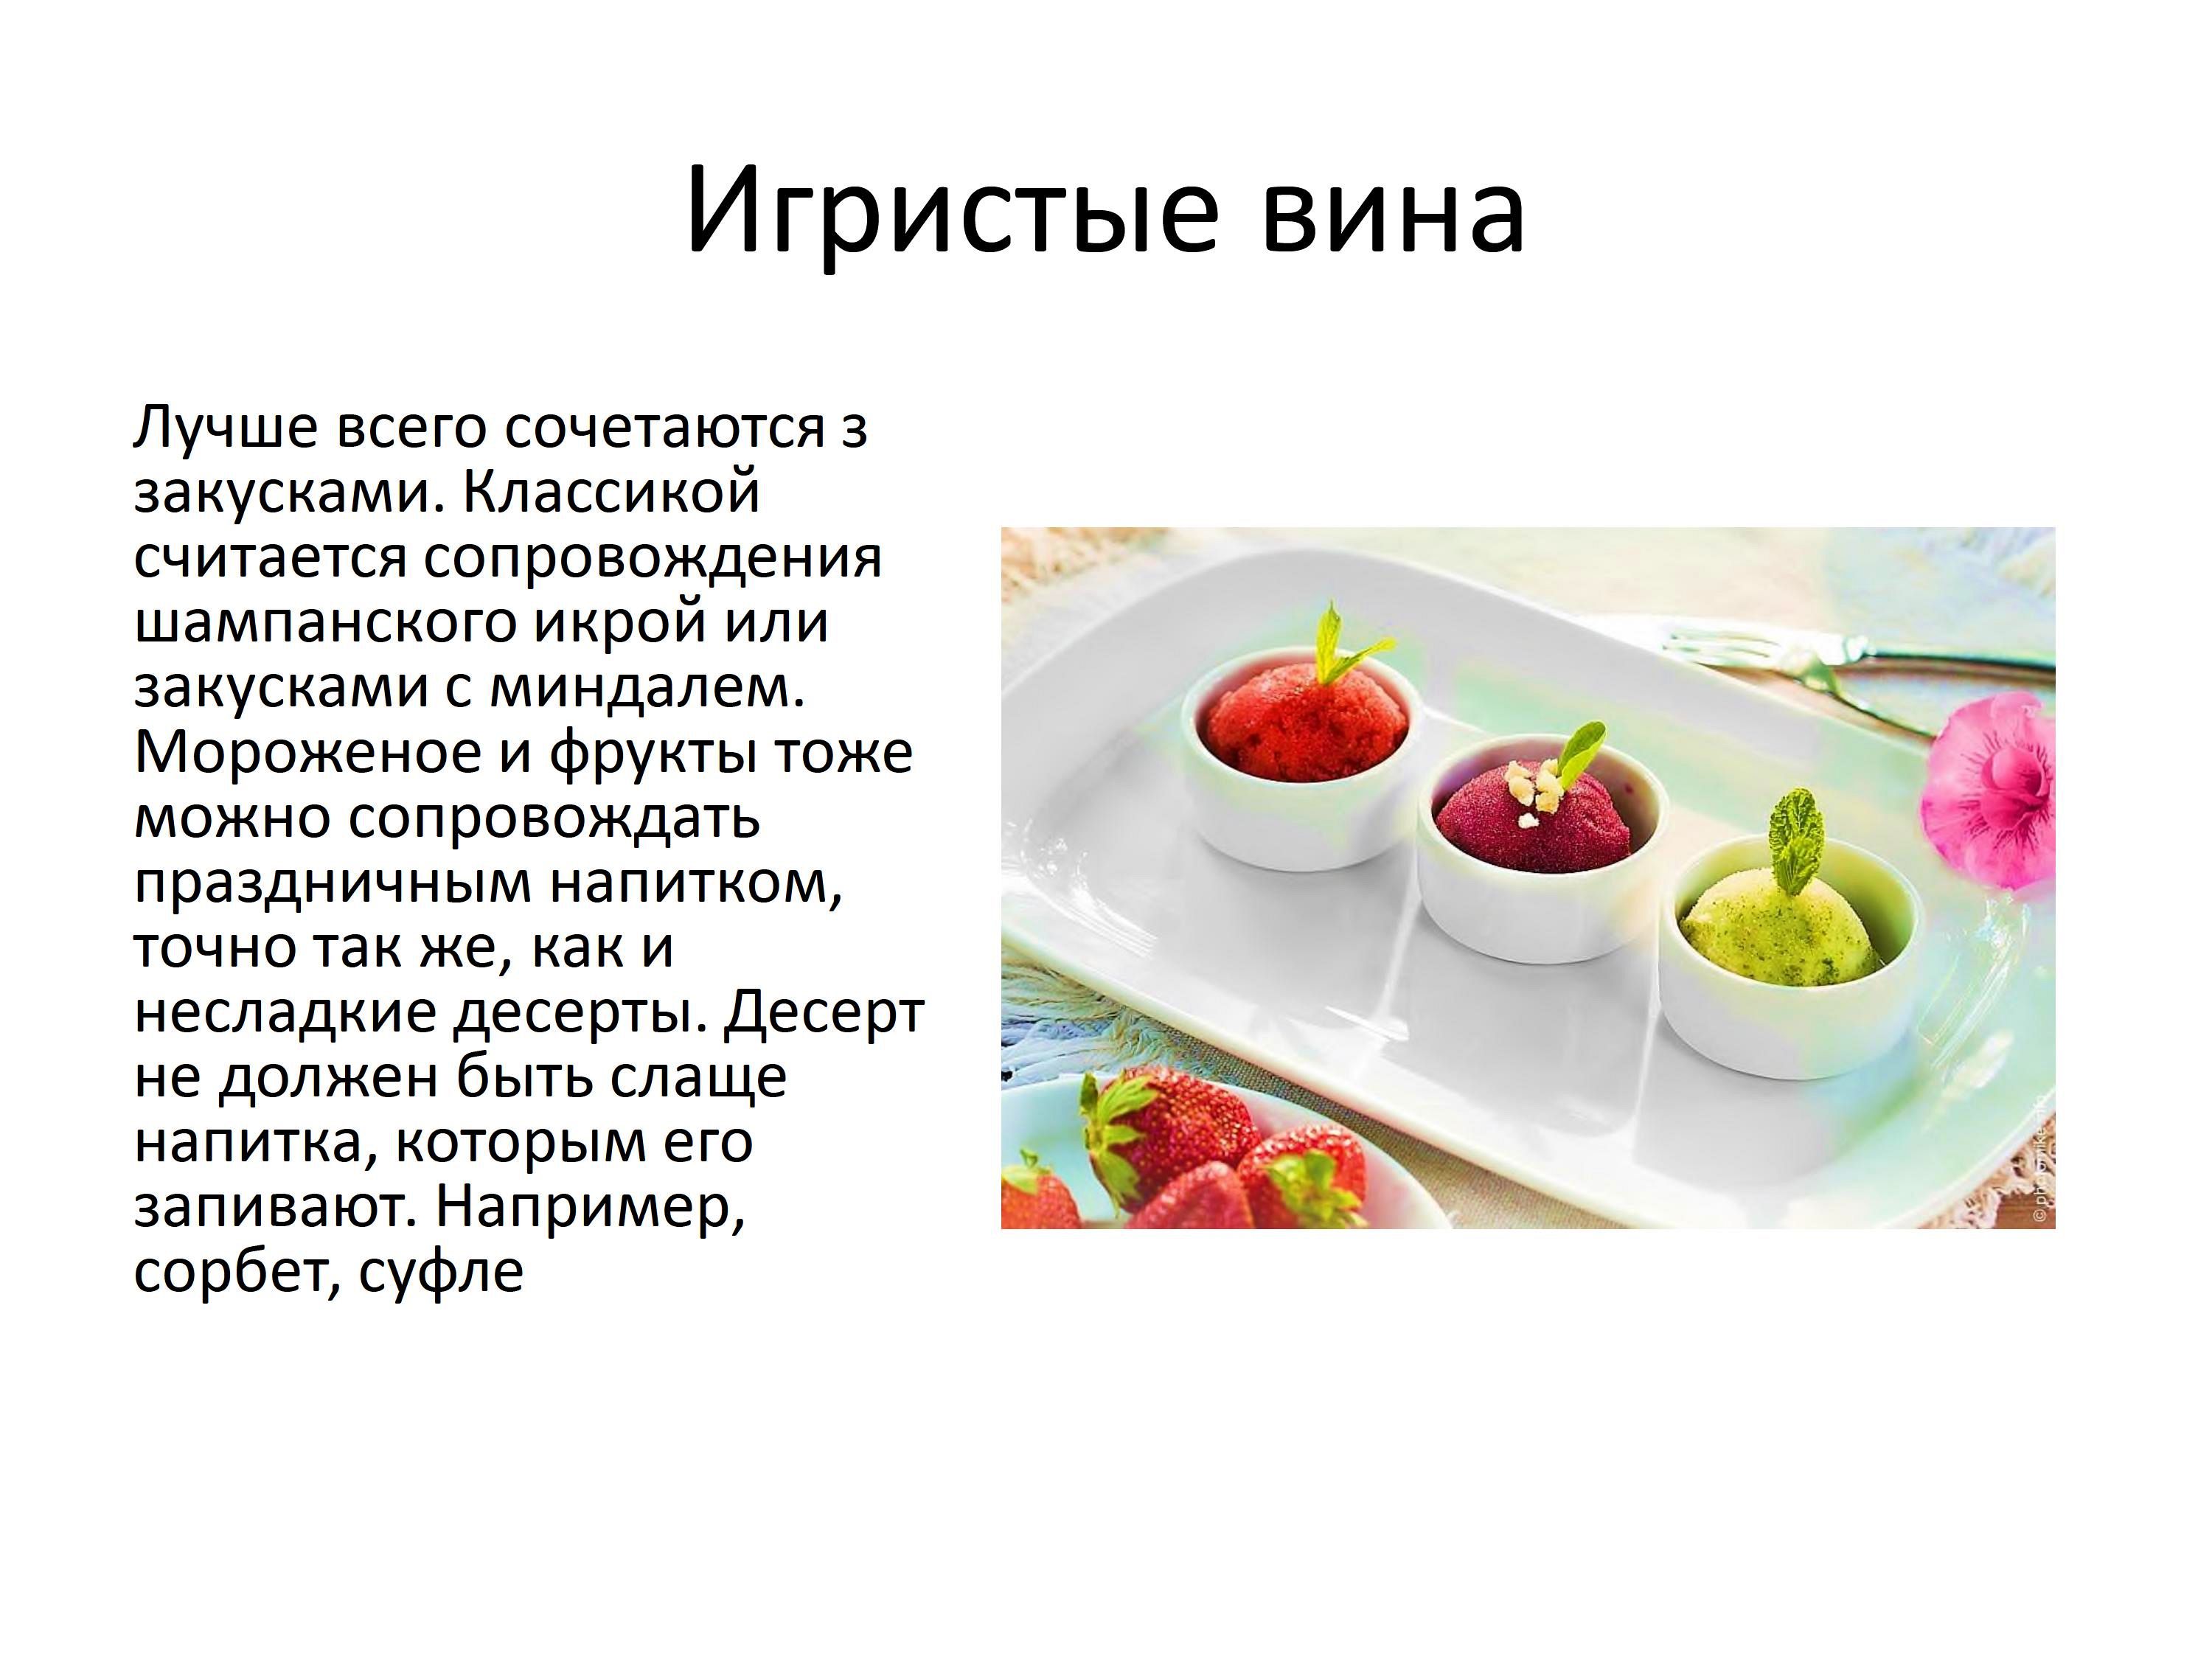 Игристые вина
Лучше всего сочетаются з
закусками. Классикой
считается сопровождения
шампанского икрой или
закусками с миндалем.
Мороженое и фрукты тоже
можно сопровождать
праздничным напитком,
точно так же, как и
несладкие десерты. Десерт
не должен быть слаще
напитка, которым его
запивают. Например,
сорбет, суфле